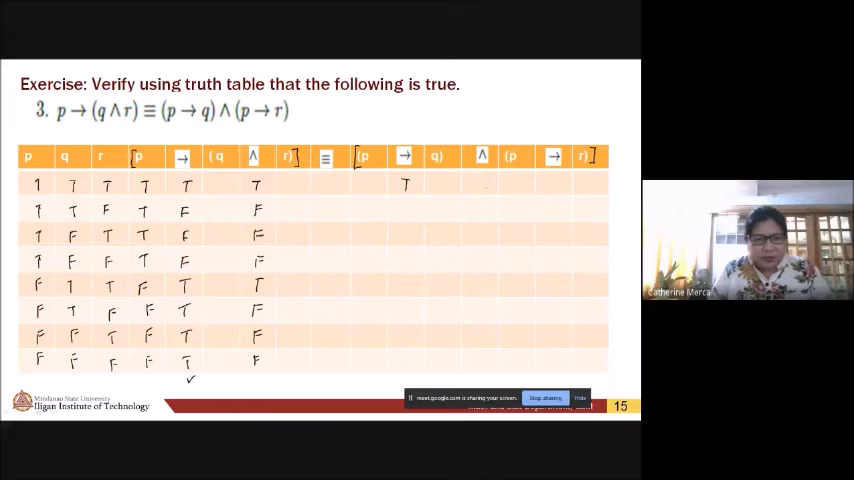 Exercise: Verify using truth table that the following is true.
3. p → (q ∧ r) ≡ (p → q) ∧ (p → r)
p q r [p → (q ∧ r)] ≡ [(p → q) ∧ (p → r)]
T T T T T T T
T T F T F F
T F T T F F
T F F T F F
F T T F T T
F T F F T F
F F T F T F
F F F F T F
✓
Catherine Merca
Mindanao State University
Iligan Institute of Technology
meet.google.com is sharing your screen. Stop sharing Hide
15